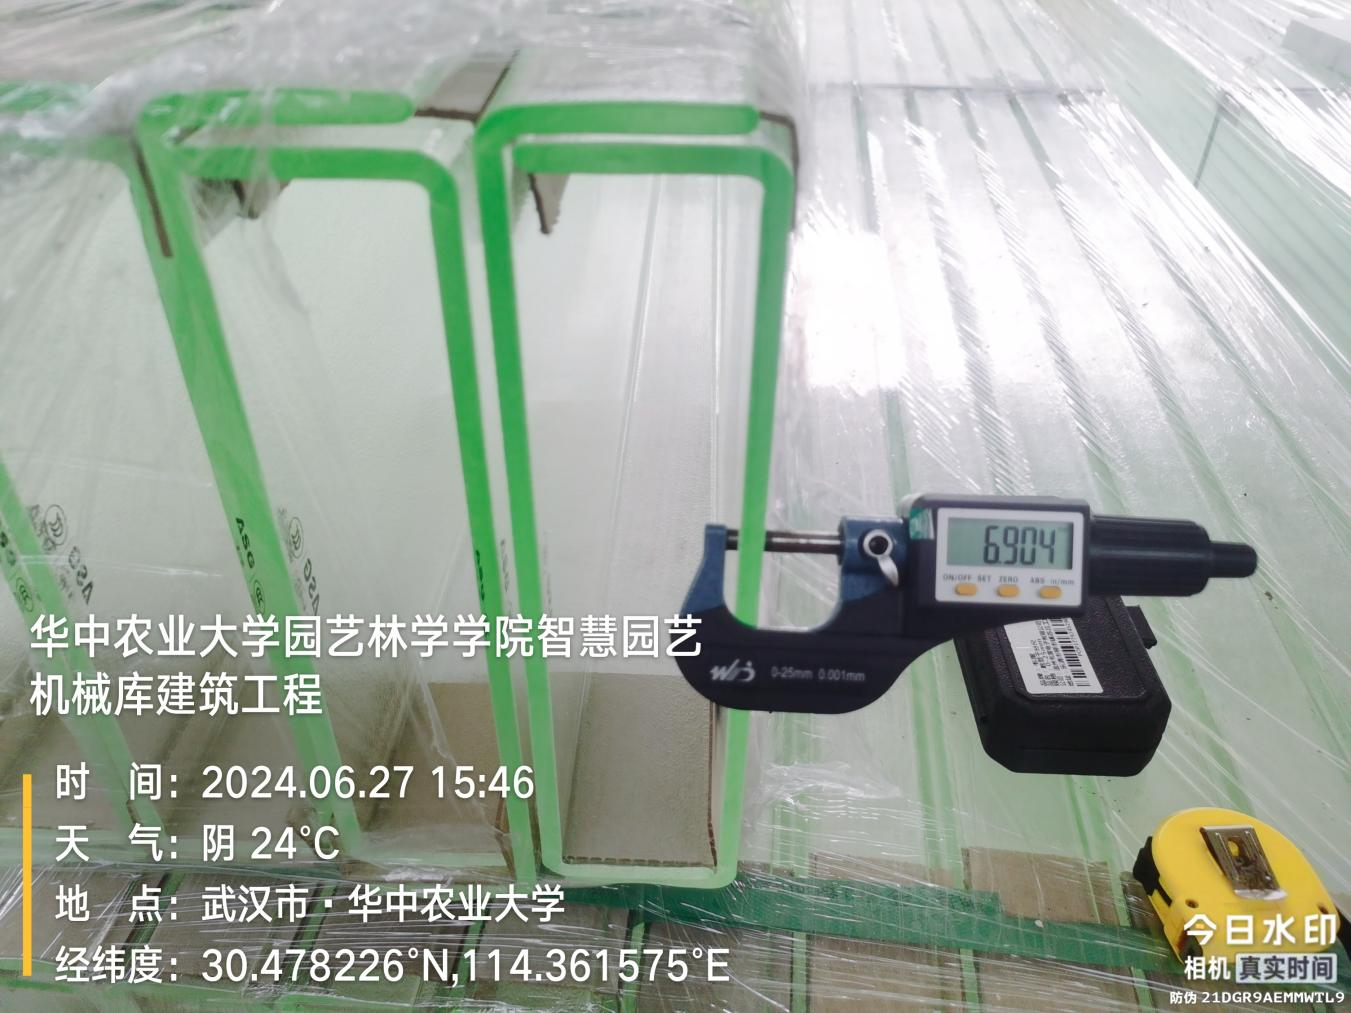 6.904
ON/OFF SET ZERO ABS in/mm
0-25mm 0.001mm
ASG
华中农业大学园艺林学学院智慧园艺
机械库建筑工程
时 间：2024.06.27 15:46
天 气：阴 24℃
地 点：武汉市·华中农业大学
经纬度：30.478226°N,114.361575°E
今日水印
相机 真实时间
防伪 21DGR9AEMMWTL9